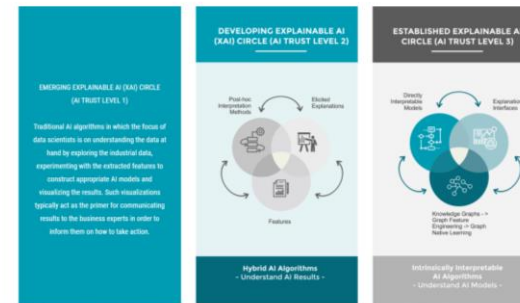 EMERGING EXPLAINABLE AI (XAI) CIRCLE
(AI TRUST LEVEL 1)
Traditional AI algorithms in which the focus of
data scientists is on understanding the data at
hand by exploring the industrial data,
experimenting with the extracted features to
construct appropriate AI models and
visualizing the results. Such visualizations
typically act as the primer for communicating
results to the business experts in order to
inform them on how to take action.
DEVELOPING EXPLAINABLE AI
(XAI) CIRCLE (AI TRUST LEVEL 2)
Post-hoc
Interpretation
Methods
Elicited
Explanations
Features
Hybrid AI Algorithms
- Understand AI Results -
ESTABLISHED EXPLAINABLE A
CIRCLE (AI TRUST LEVEL 3)
Directly
Interpretable
Models
Explanation
Interfaces
Knowledge Graphs - >
Graph Feature
Engineering -> Graph
Native Learning
Intrinsically Interpretable
AI Algorithms
- Understand AI Models -